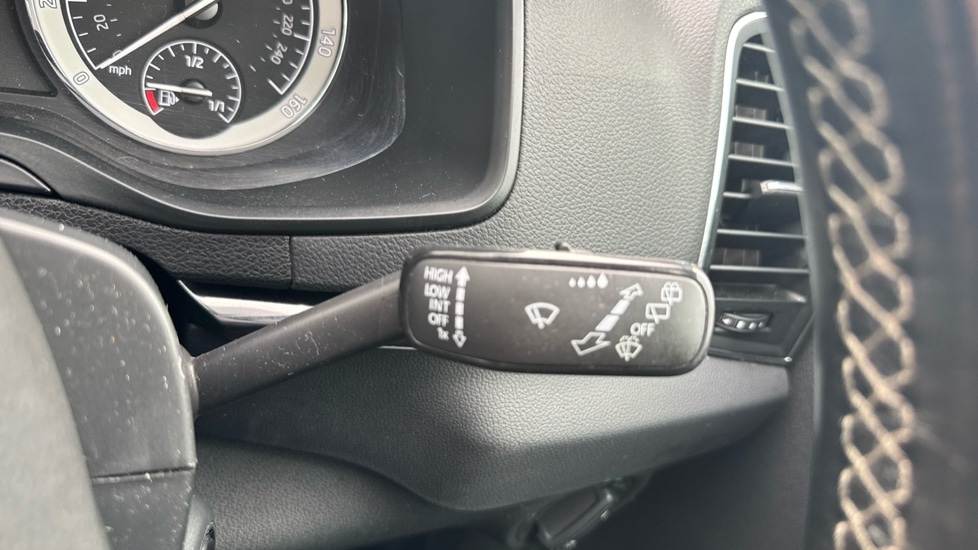 20
mph
0
1/2
1/1
220
240
140
160
HIGH
LOW
INT
OFF
1x
OFF